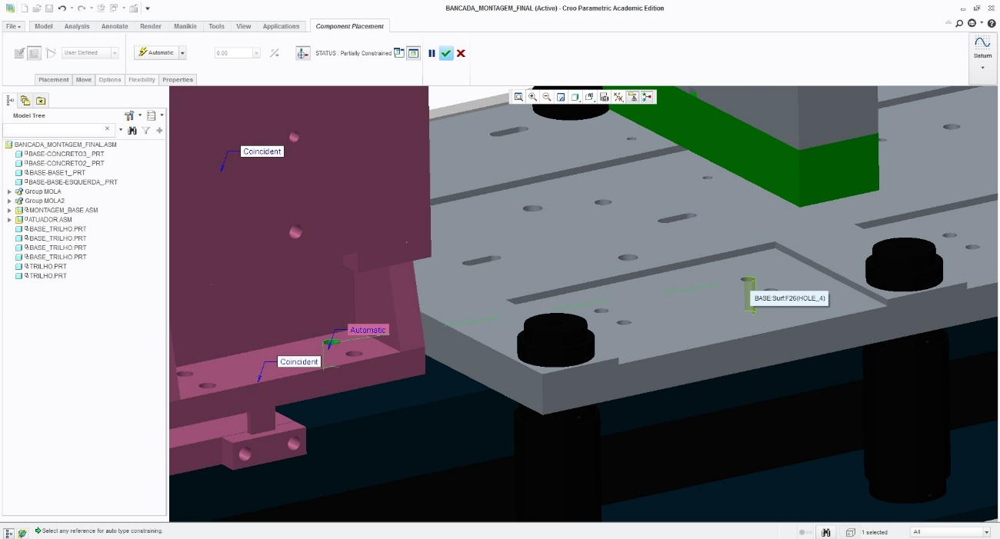 BANCADA_MONTAGEM_FINAL (Active) - Creo Parametric Academic Edition
File Model Analysis Annotate Render Manikin Tools View Applications Component Placement
User Defined Automatic 0.00 STATUS : Partially Constrained
Datum
Placement Move Options Flexibility Properties
Model Tree
BANCADA_MONTAGEM_FINAL.ASM
BASE-CONCRETO3_.PRT
BASE-CONCRETO2_.PRT
BASE-BASE1_.PRT
BASE-BASE-ESQUERDA_.PRT
Group MOLA
Group MOLA2
MONTAGEM_BASE.ASM
ATUADOR.ASM
BASE_TRILHO.PRT
BASE_TRILHO.PRT
BASE_TRILHO.PRT
BASE_TRILHO.PRT
TRILHO.PRT
TRILHO.PRT
Coincident
BASE:Surf:F26(HOLE_4)
Automatic
Coincident
Select any reference for auto type constraining.
1 selected
All